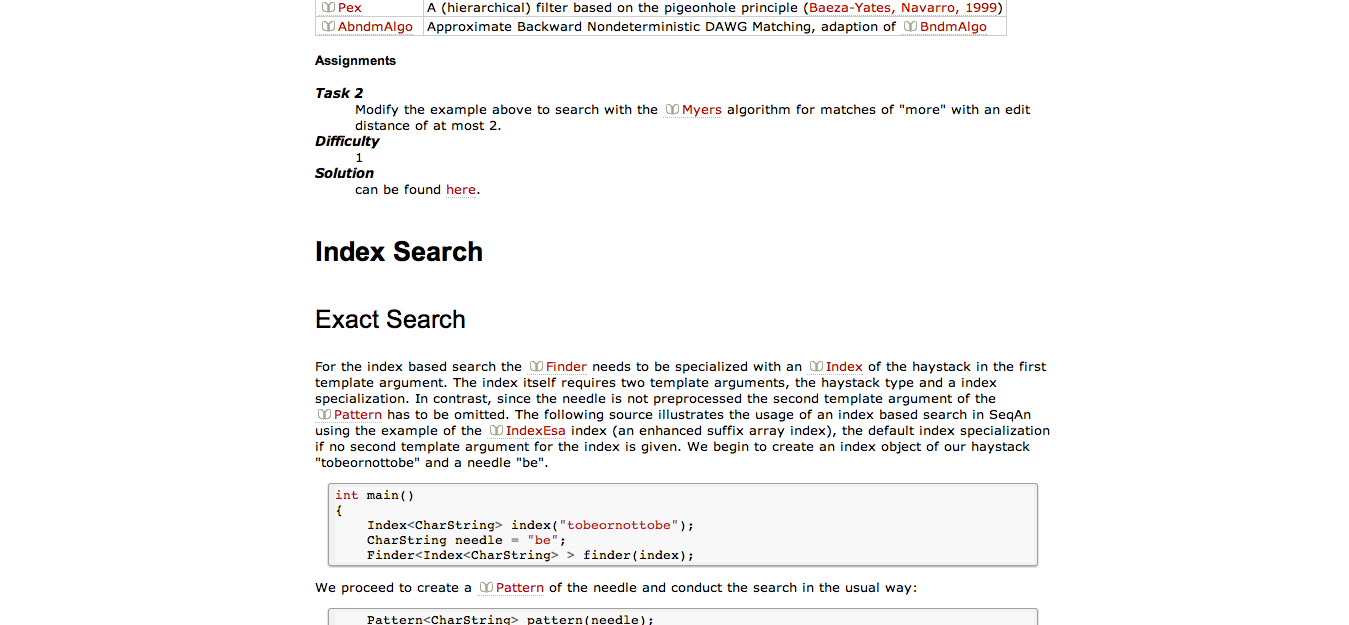 Pex A (hierarchical) filter based on the pigeonhole principle (Baeza-Yates, Navarro, 1999)
AbndmAlgo Approximate Backward Nondeterministic DAWG Matching, adaption of BndmAlgo
Assignments
Task 2
Modify the example above to search with the Myers algorithm for matches of "more" with an edit
distance of at most 2.
Difficulty
1
Solution
can be found here.
Index Search
Exact Search
For the index based search the Finder needs to be specialized with an Index of the haystack in the first
template argument. The index itself requires two template arguments, the haystack type and a index
specialization. In contrast, since the needle is not preprocessed the second template argument of the
Pattern has to be omitted. The following source illustrates the usage of an index based search in SeqAn
using the example of the IndexEsa index (an enhanced suffix array index), the default index specialization
if no second template argument for the index is given. We begin to create an index object of our haystack
"tobeornottobe" and a needle "be".
int main()
{
Index<CharString> index("tobeornottobe");
CharString needle = "be";
Finder<Index<CharString> > finder(index);
We proceed to create a Pattern of the needle and conduct the search in the usual way:
Pattern<CharString> pattern(needle);